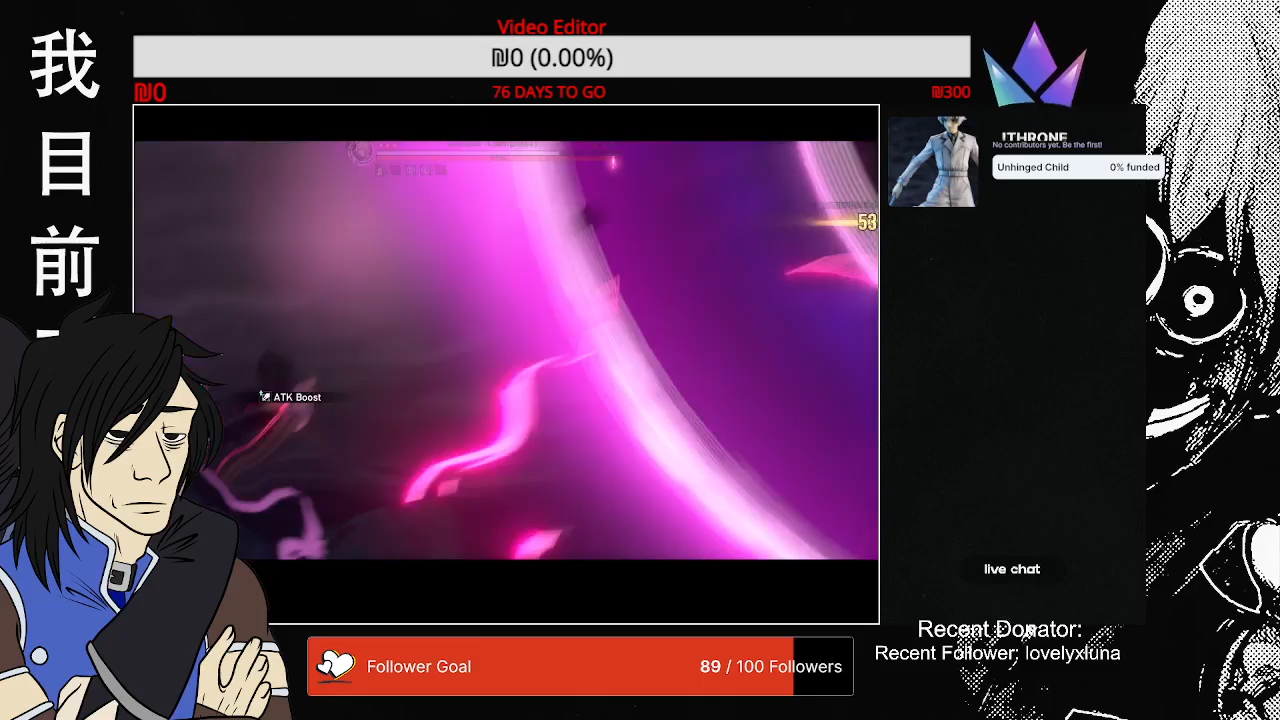 Video Editor
₪0 (0.00%)
₪0
76 DAYS TO GO
₪300
我
目
前
THRONE
No contributors yet. Be the first!
Unhinged Child
0% funded
53
ATK Boost
live chat
Follower Goal
89 / 100 Followers
Recent Donator:
Recent Follower: lovelyxluna